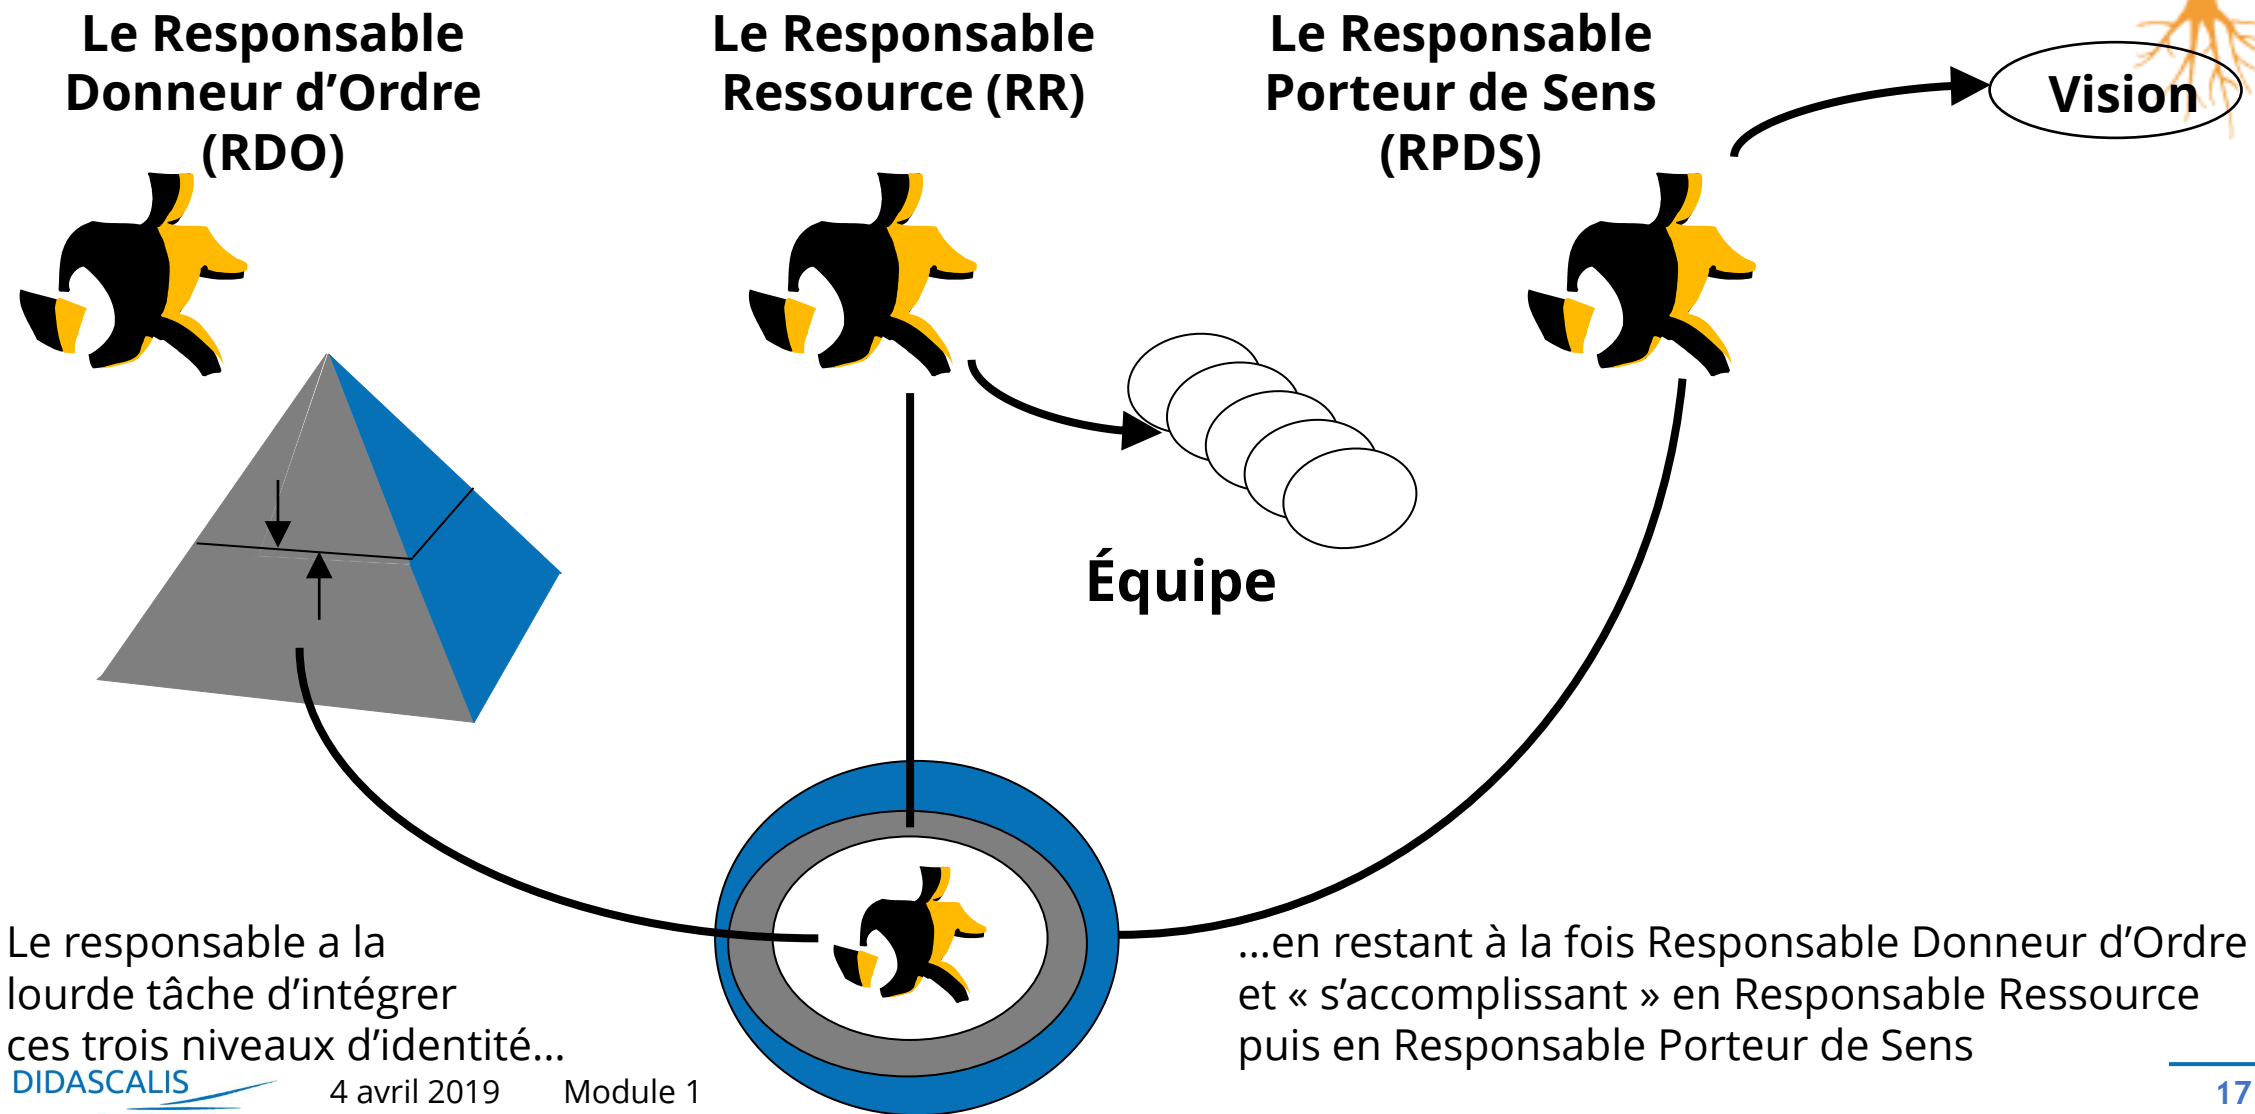 Le Responsable
Donneur d’Ordre
(RDO)
Le Responsable
Ressource (RR)
Le Responsable
Porteur de Sens
(RPDS)
Vision
Équipe
Le responsable a la
lourde tâche d’intégrer
ces trois niveaux d’identité...
...en restant à la fois Responsable Donneur d’Ordre
et « s’accomplissant » en Responsable Ressource
puis en Responsable Porteur de Sens
DIDASCALIS
4 avril 2019 Module 1
17